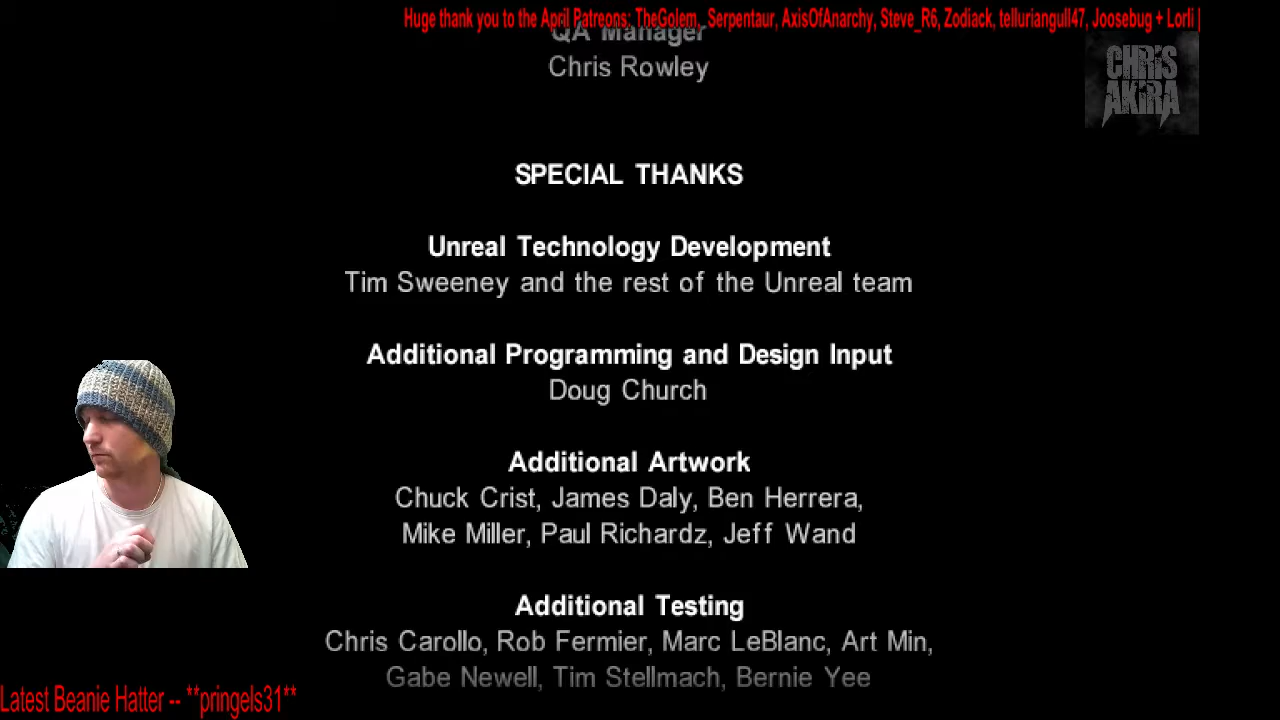 Huge thank you to the April Patreons: TheGolem, Serpentaur, AxisOfAnarchy, Steve_R6, Zodiack, telluriangull47, Joosebug + Lorli |
QA Manager
Chris Rowley
CHRIS
AKIRA
SPECIAL THANKS
Unreal Technology Development
Tim Sweeney and the rest of the Unreal team
Additional Programming and Design Input
Doug Church
Additional Artwork
Chuck Crist, James Daly, Ben Herrera,
Mike Miller, Paul Richardz, Jeff Wand
Additional Testing
Chris Carollo, Rob Fermier, Marc LeBlanc, Art Min,
Gabe Newell, Tim Stellmach, Bernie Yee
Latest Beanie Hatter -- **pringels31**